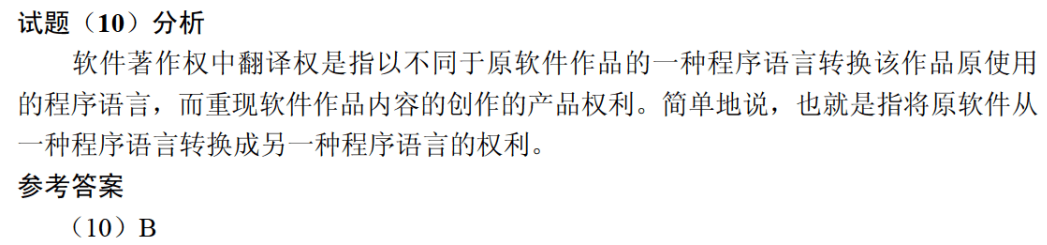 试题（10）分析
软件著作权中翻译权是指以不同于原软件作品的一种程序语言转换该作品原使用
的程序语言，而重现软件作品内容的创作的产品权利。简单地说，也就是指将原软件从
一种程序语言转换成另一种程序语言的权利。
参考答案
（10）B